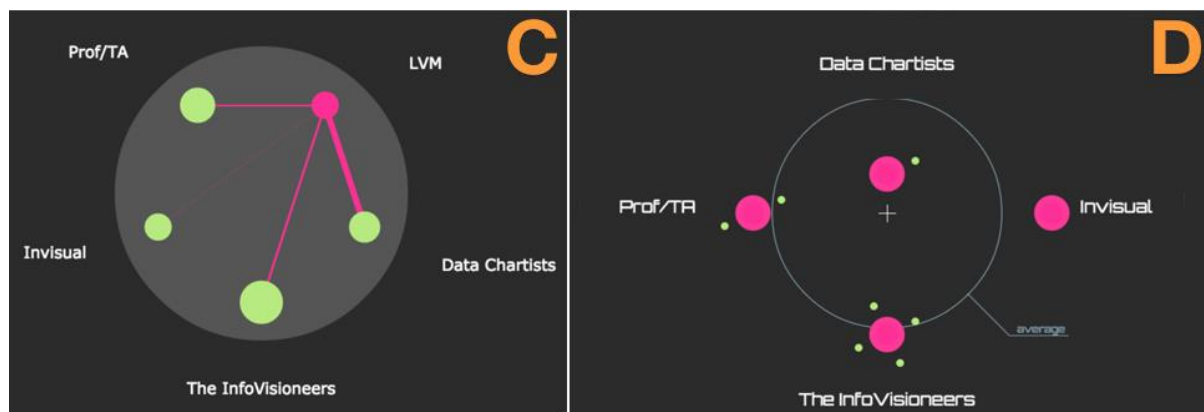 C
Prof/TA
LVM
Invisual
Data Chartists
The InfoVisioneers
D
Data Chartists
Prof/TA
Invisual
average
The InfoVisioneers